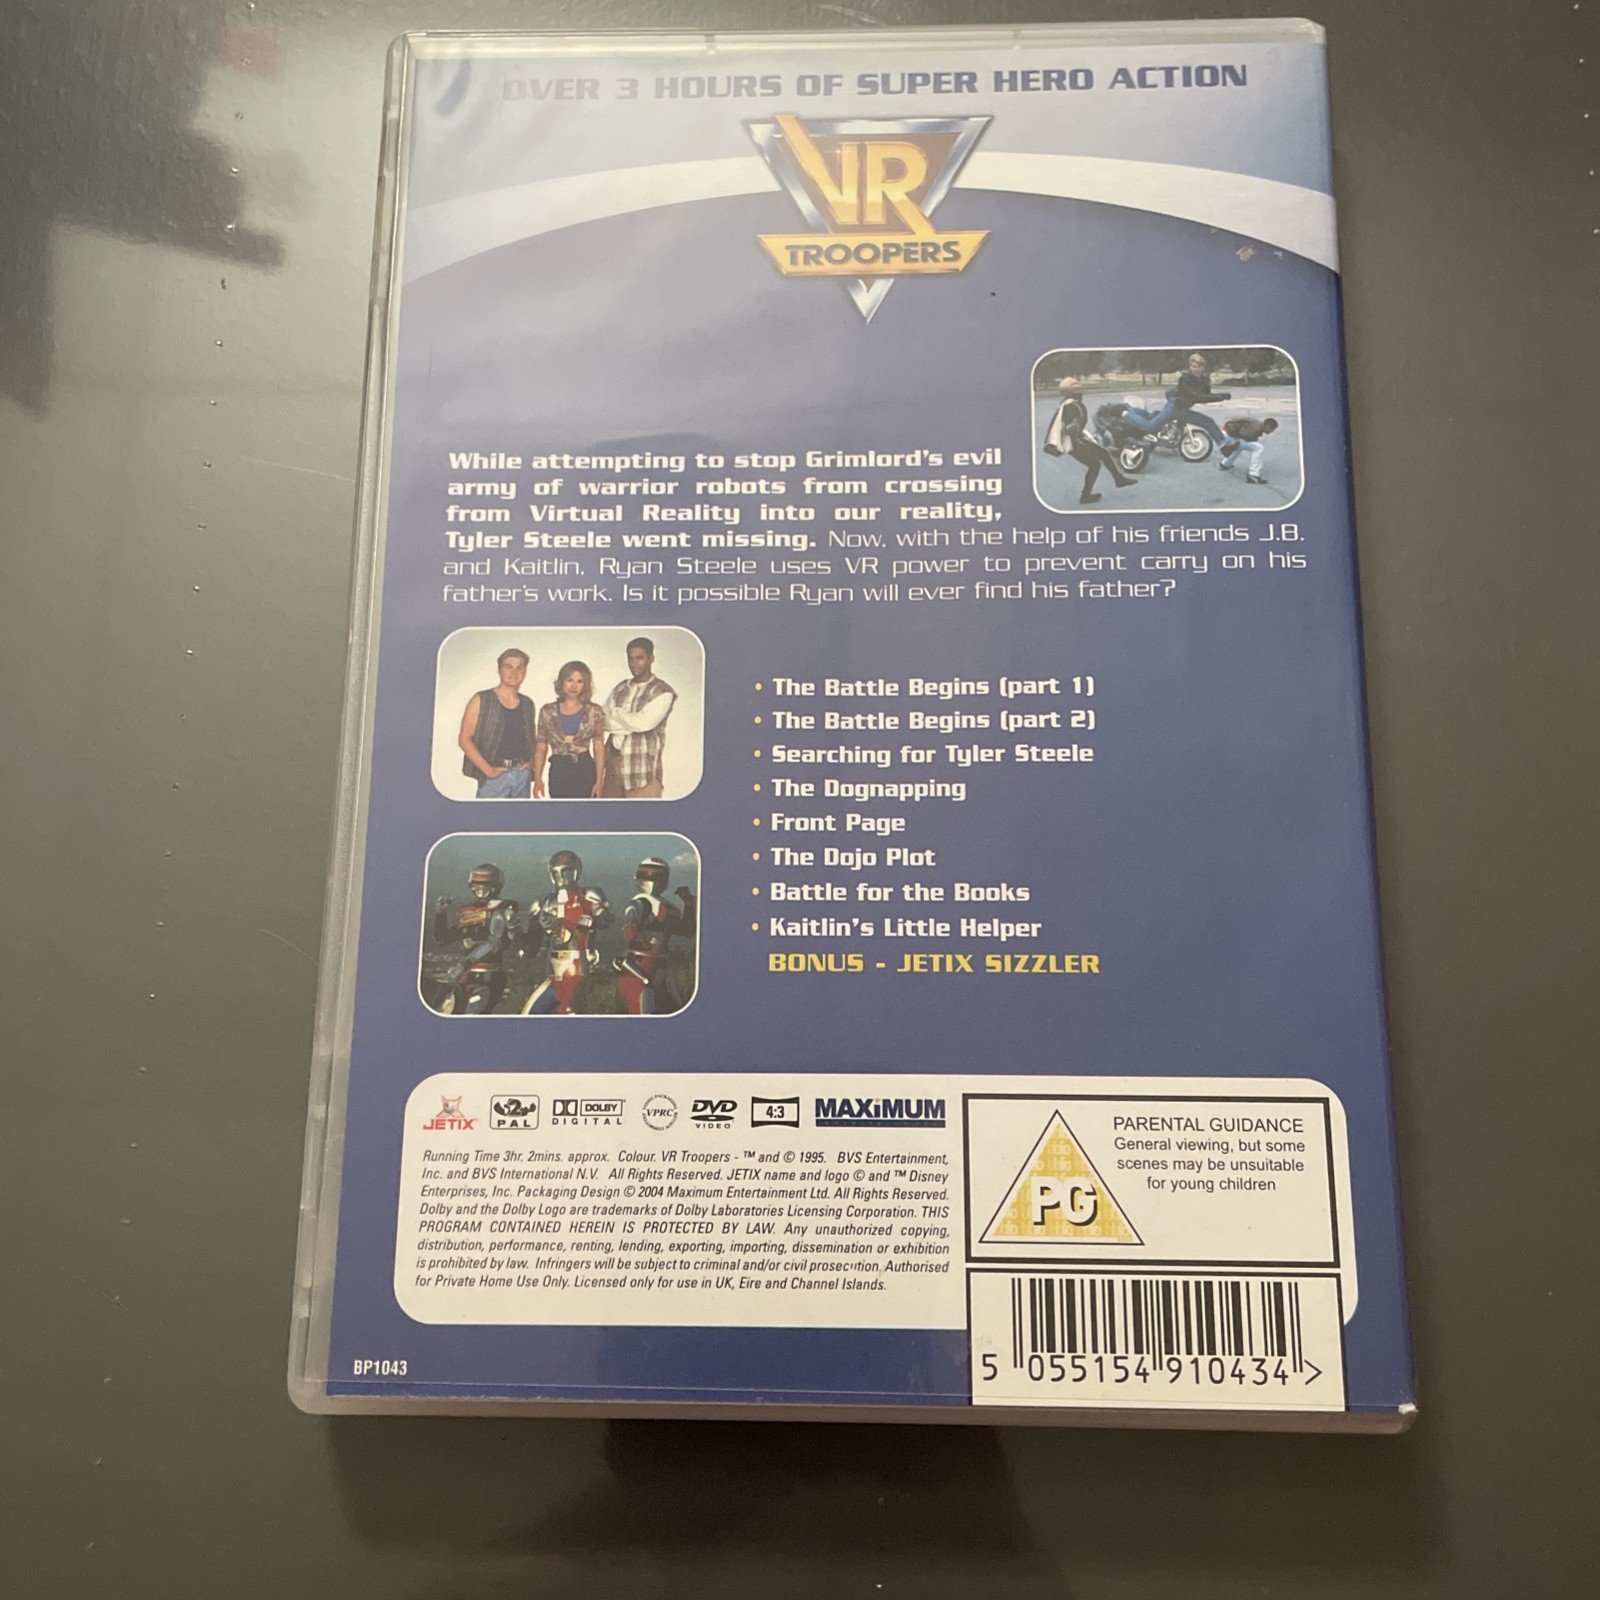 OVER 3 HOURS OF SUPER HERO ACTION
VR
TROOPERS
While attempting to stop Grimlord's evil
army of warrior robots from crossing
from Virtual Reality into our reality,
Tyler Steele went missing. Now, with the help of his friends J.B.
and Kaitlin, Ryan Steele uses VR power to prevent carry on his
father's work. Is it possible Ryan will ever find his father?
• The Battle Begins (part 1)
• The Battle Begins (part 2)
• Searching for Tyler Steele
• The Dognapping
• Front Page
• The Dojo Plot
• Battle for the Books
• Kaitlin's Little Helper
BONUS - JETIX SIZZLER
JETIX
2
PAL
DOLBY
DIGITAL
VPRC
DVD
VIDEO
4:3
MAXiMUM
Running Time 3hr. 2mins. approx. Colour. VR Troopers - ™ and © 1995. BVS Entertainment,
Inc. and BVS International N.V. All Rights Reserved. JETIX name and logo © and ™ Disney
Enterprises, Inc. Packaging Design © 2004 Maximum Entertainment Ltd. All Rights Reserved.
Dolby and the Dolby Logo are trademarks of Dolby Laboratories Licensing Corporation. THIS
PROGRAM CONTAINED HEREIN IS PROTECTED BY LAW. Any unauthorized copying,
distribution, performance, renting, lending, exporting, importing, dissemination or exhibition
is prohibited by law. Infringers will be subject to criminal and/or civil prosecution. Authorised
for Private Home Use Only. Licensed only for use in UK, Eire and Channel Islands.
PG
PARENTAL GUIDANCE
General viewing, but some
scenes may be unsuitable
for young children
BP1043
5 055154 910434 >